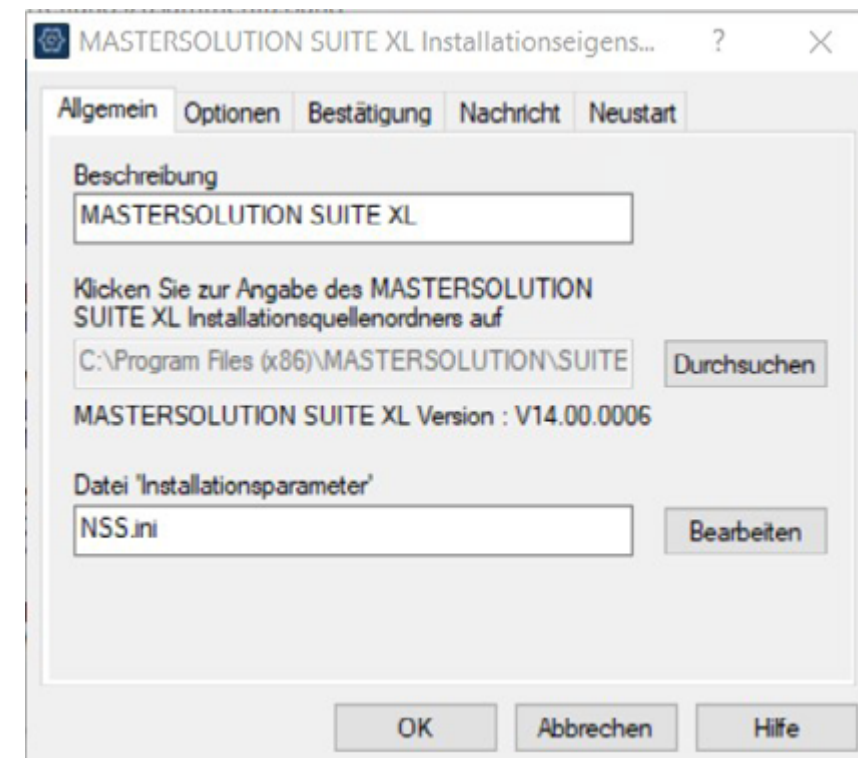 MASTERSOLUTION SUITE XL Installationseigens... ?
Allgemein Optionen Bestätigung Nachricht Neustart
Beschreibung
MASTERSOLUTION SUITE XL
Klicken Sie zur Angabe des MASTERSOLUTION
SUITE XL Installationsquellenordners auf
C:\Program Files (x86)\MASTERSOLUTION\SUITE Durchsuchen
MASTERSOLUTION SUITE XL Version : V14.00.0006
Datei 'Installationsparameter'
NSS.ini Bearbeiten
OK Abbrechen Hilfe